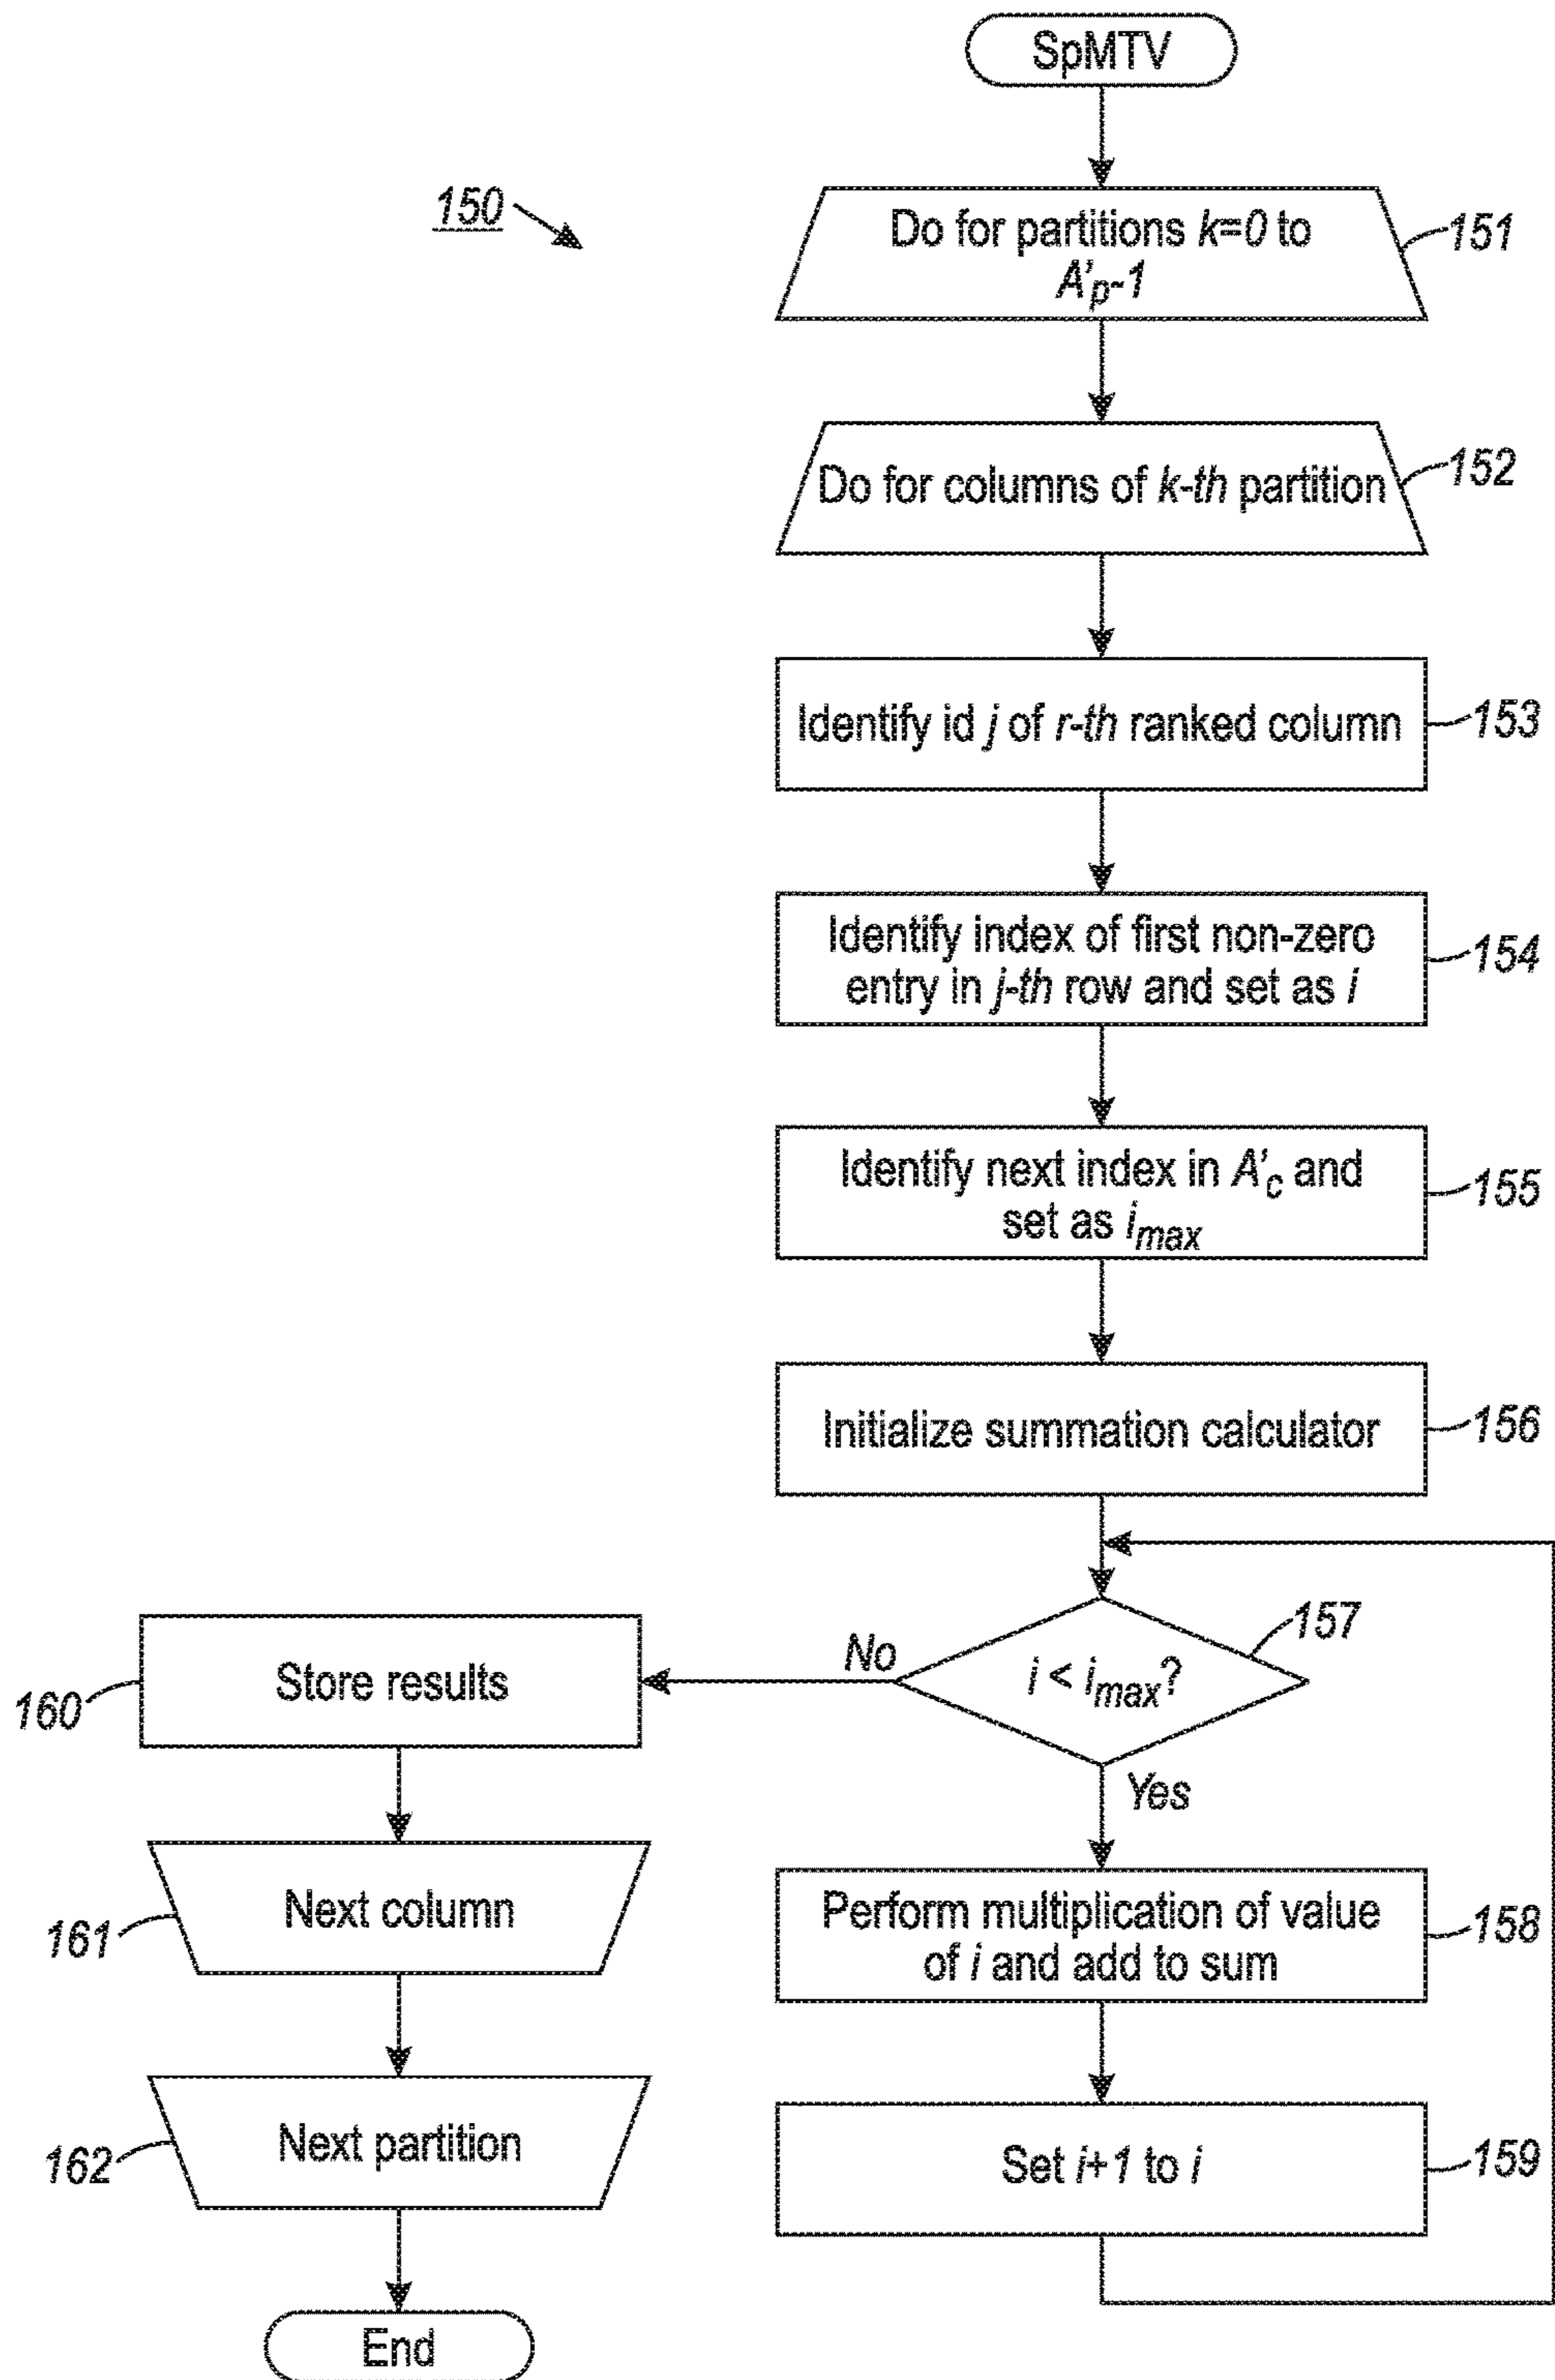 SpMTV
150
Do for partitions k=0 to
A'p-1
151
Do for columns of k-th partition
152
Identify id j of r-th ranked column
153
Identify index of first non-zero
entry in j-th row and set as i
154
Identify next index in A'c and
set as imax
155
Initialize summation calculator
156
i < imax?
157
No
Yes
Store results
160
Perform multiplication of value
of i and add to sum
158
Next column
161
Set i+1 to i
159
Next partition
162
End